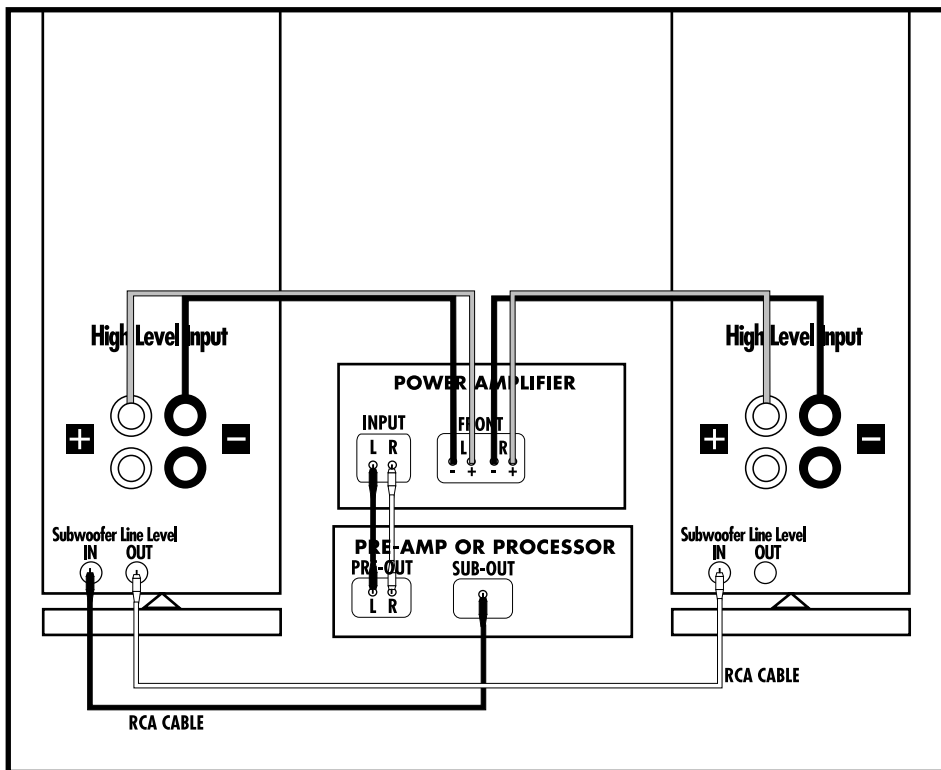 High Level Input
+
-
Subwoofer Line Level
IN OUT
POWER AMPLIFIER
INPUT
L R
FRONT
L R
- + - +
PRE-AMP OR PROCESSOR
PRE-OUT
L R
SUB-OUT
High Level Input
+
-
Subwoofer Line Level
IN OUT
RCA CABLE
RCA CABLE